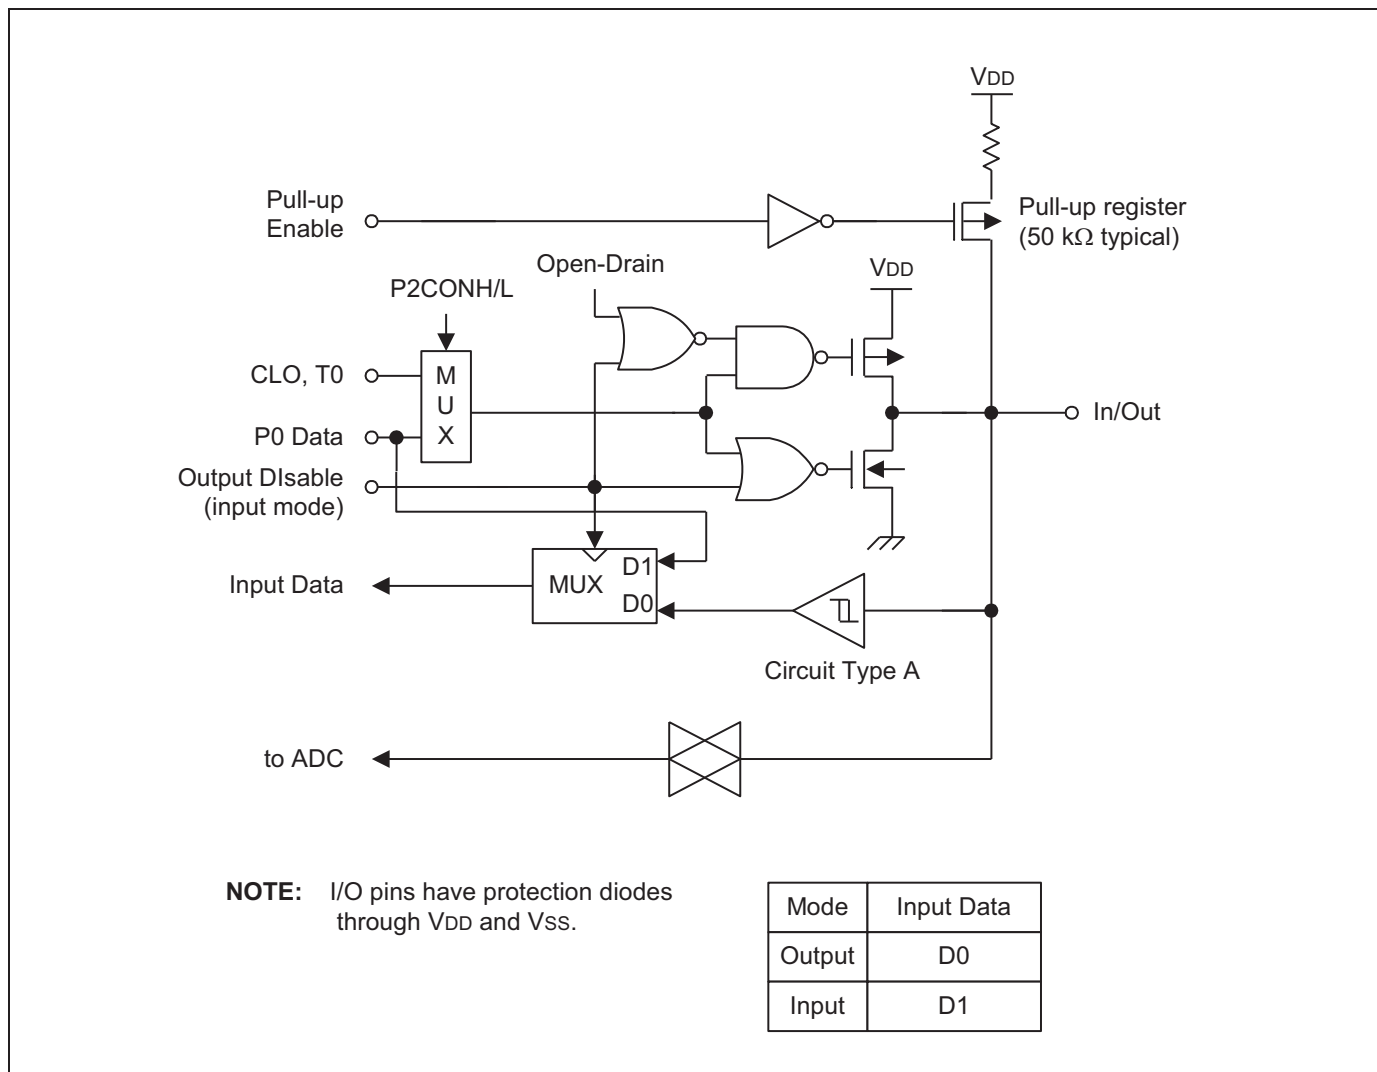 VDD
Pull-up
Enable
Pull-up register
(50 kΩ typical)
Open-Drain
VDD
P2CONH/L
CLO, T0
M
U
X
In/Out
P0 Data
Output DIsable
(input mode)
D1
Input Data
MUX
D0
Circuit Type A
to ADC
NOTE: I/O pins have protection diodes
through VDD and VSS.
Mode Input Data
Output D0
Input D1